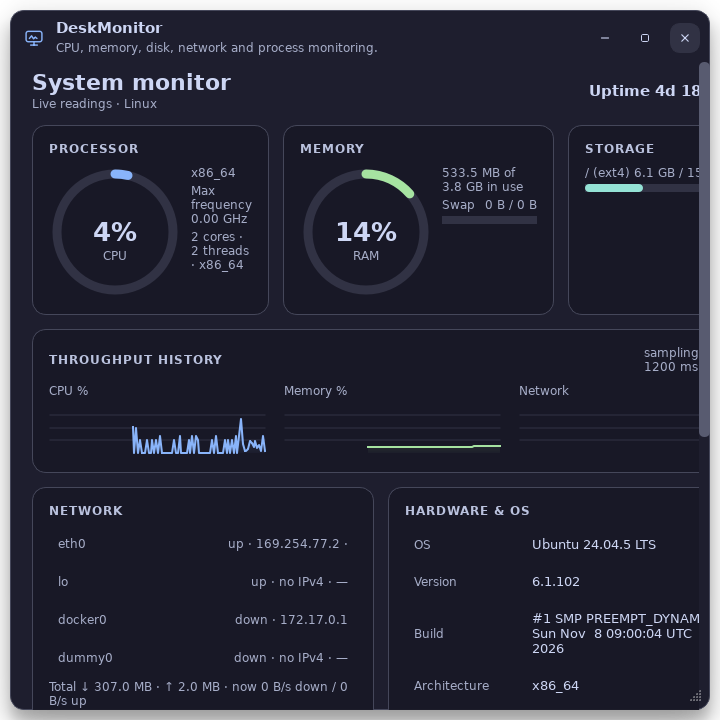 DeskMonitor
CPU, memory, disk, network and process monitoring.
System monitor
Live readings · Linux
Uptime 4d 18
PROCESSOR
4%
CPU
x86_64
Max
frequency
0.00 GHz
2 cores ·
2 threads
· x86_64
MEMORY
14%
RAM
533.5 MB of
3.8 GB in use
Swap 0 B / 0 B
STORAGE
/ (ext4) 6.1 GB / 15
THROUGHPUT HISTORY
sampling
1200 ms
CPU %
Memory %
Network
NETWORK
eth0 up · 169.254.77.2 ·
lo up · no IPv4 · —
docker0 down · 172.17.0.1
dummy0 down · no IPv4 · —
Total ↓ 307.0 MB · ↑ 2.0 MB · now 0 B/s down / 0
B/s up
HARDWARE & OS
OS Ubuntu 24.04.5 LTS
Version 6.1.102
Build #1 SMP PREEMPT_DYNAM
Sun Nov  8 09:00:04 UTC
2026
Architecture x86_64